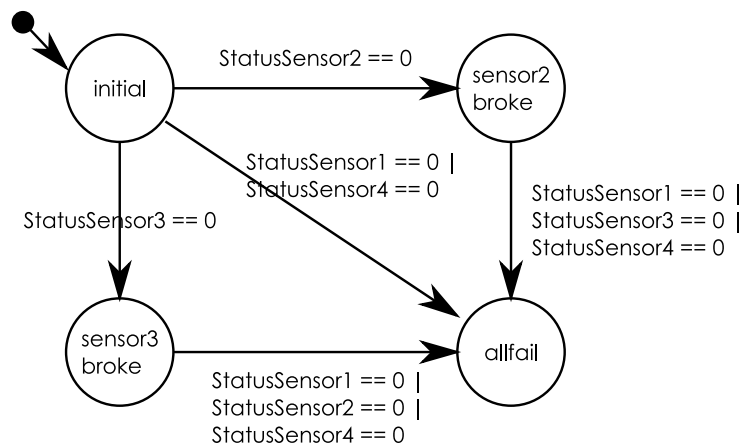 StatusSensor2 == 0
initial
sensor2
broke
StatusSensor1 == 0 |
StatusSensor4 == 0
StatusSensor1 == 0 |
StatusSensor3 == 0 |
StatusSensor4 == 0
StatusSensor3 == 0
sensor3
broke
allfail
StatusSensor1 == 0 |
StatusSensor2 == 0 |
StatusSensor4 == 0